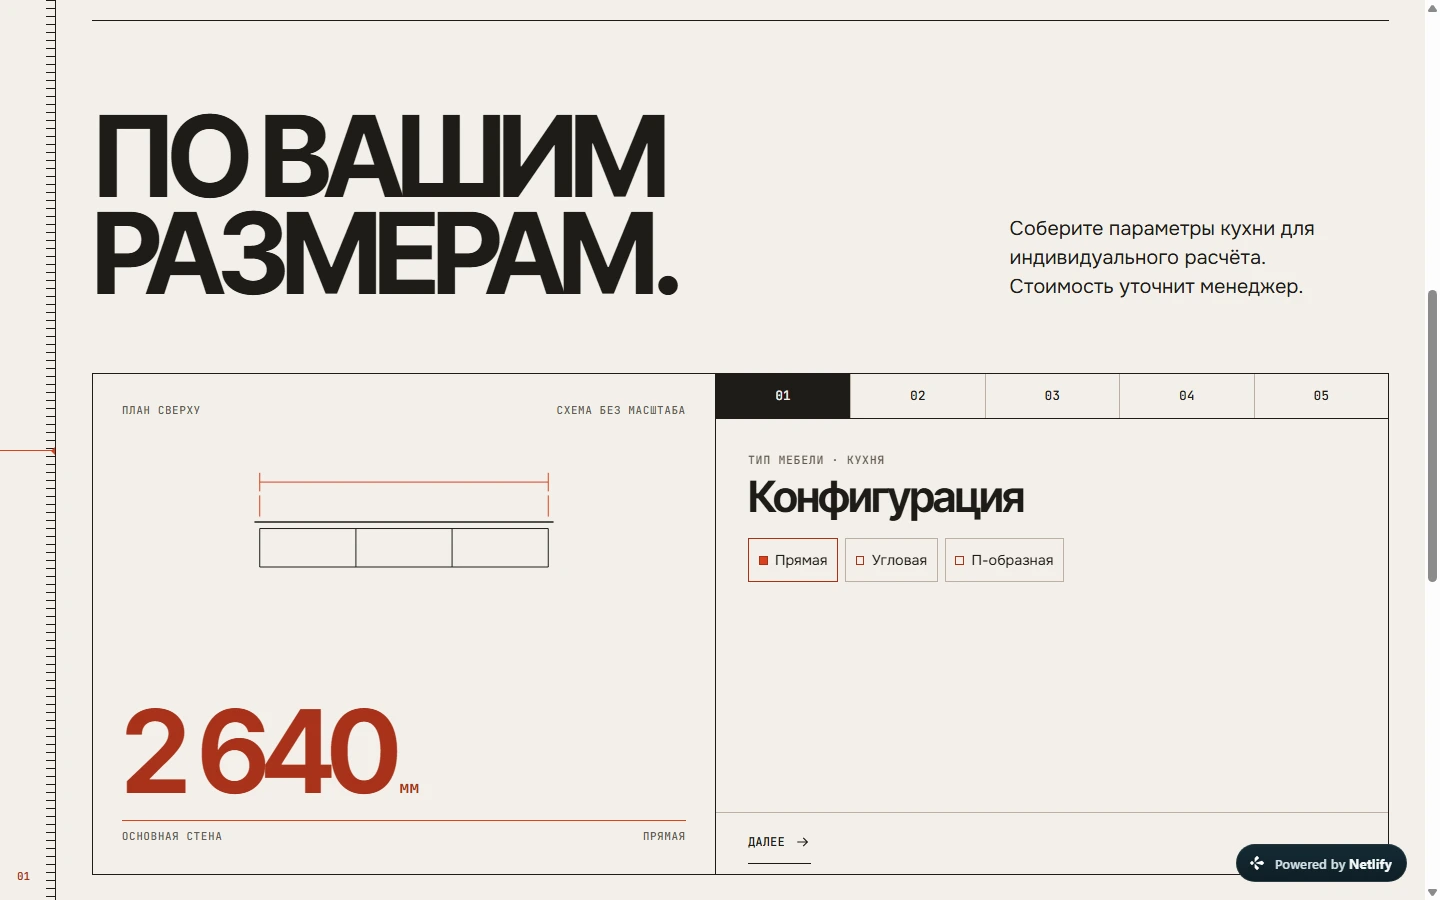 ПО ВАШИМ
РАЗМЕРАМ.
Соберите параметры кухни для
индивидуального расчёта.
Стоимость уточнит менеджер.
ПЛАН СВЕРХУ
СХЕМА БЕЗ МАСШТАБА
2 640 мм
ОСНОВНАЯ СТЕНА
ПРЯМАЯ
01
02
03
04
05
ТИП МЕБЕЛИ · КУХНЯ
Конфигурация
Прямая
Угловая
П-образная
ДАЛЕЕ →
01
Powered by Netlify